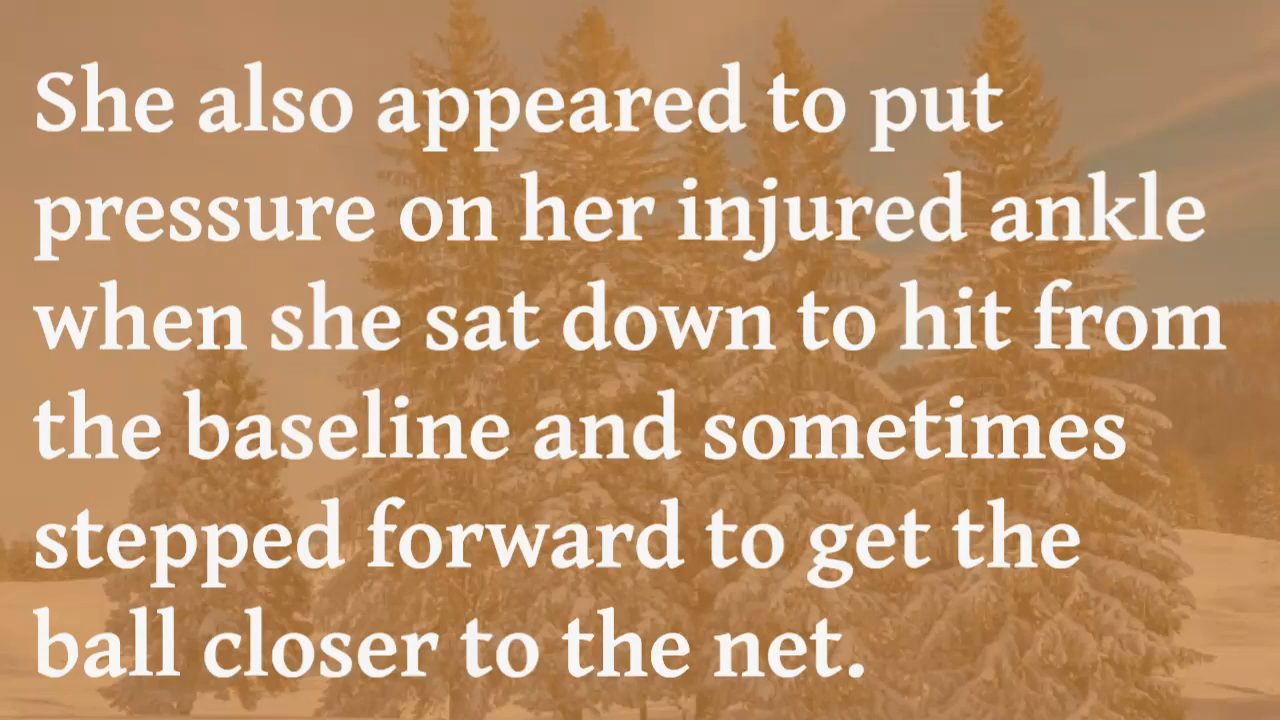 She also appeared to put
pressure on her injured ankle
when she sat down to hit from
the baseline and sometimes
stepped forward to get the
ball closer to the net.